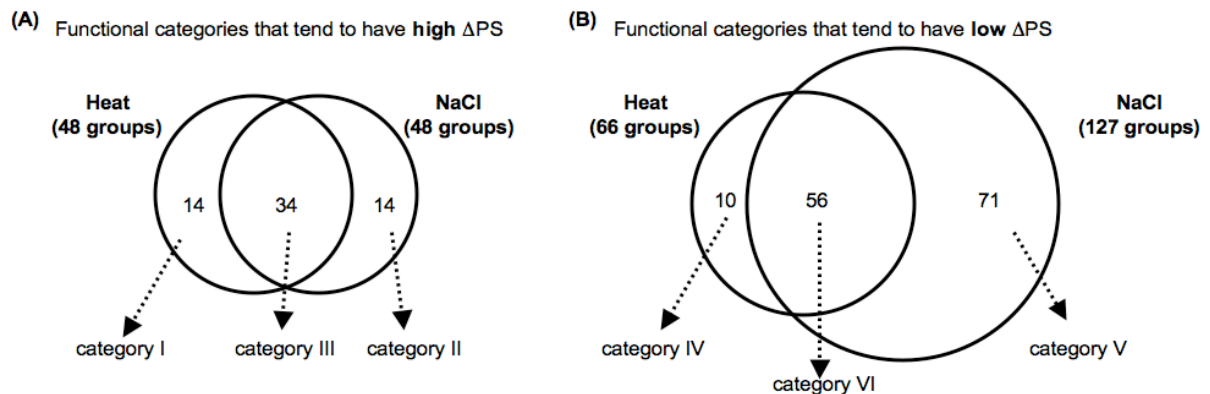 (A) Functional categories that tend to have high ΔPS
Heat
(48 groups)
NaCl
(48 groups)
14
34
14
category I
category III
category II
(B) Functional categories that tend to have low ΔPS
Heat
(66 groups)
NaCl
(127 groups)
10
56
71
category IV
category VI
category V